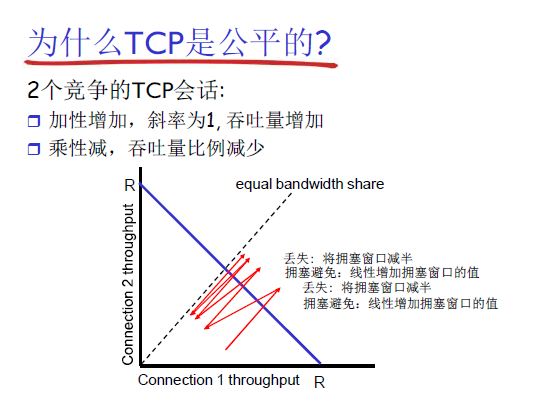 为什么TCP是公平的?
2个竞争的TCP会话:
加性增加，斜率为1, 吞吐量增加
乘性减，吞吐量比例减少
R
equal bandwidth share
Connection 2 throughput
丢失: 将拥塞窗口减半
拥塞避免: 线性增加拥塞窗口的值
丢失: 将拥塞窗口减半
拥塞避免: 线性增加拥塞窗口的值
Connection 1 throughput
R